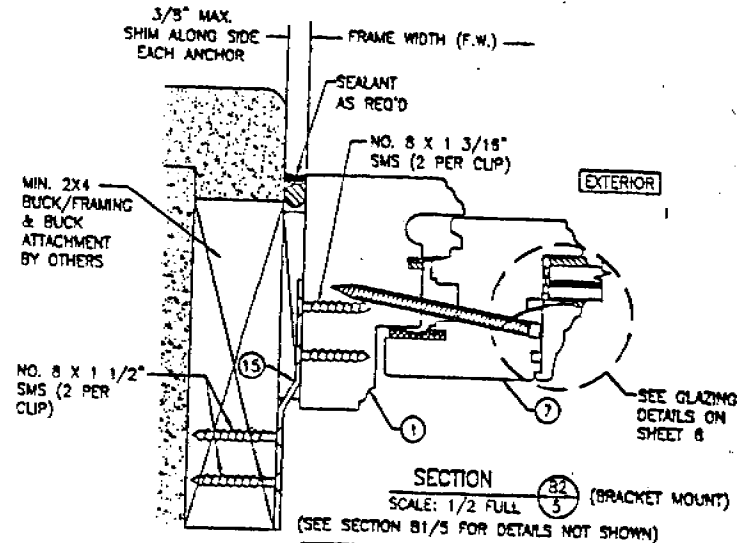 3/8" MAX.
SHIM ALONG SIDE
EACH ANCHOR
FRAME WIDTH (F.W.)
SEALANT
AS REQ'D
NO. 8 X 1 3/16"
SMS (2 PER CLIP)
EXTERIOR
MIN. 2X4
BUCK/FRAMING
& BUCK
ATTACHMENT
BY OTHERS
NO. 8 X 1 1/2"
SMS (2 PER
CLIP)
15
1
7
SEE GLAZING
DETAILS ON
SHEET 6
SECTION B2/5 (BRACKET MOUNT)
SCALE: 1/2 FULL
(SEE SECTION B1/5 FOR DETAILS NOT SHOWN)